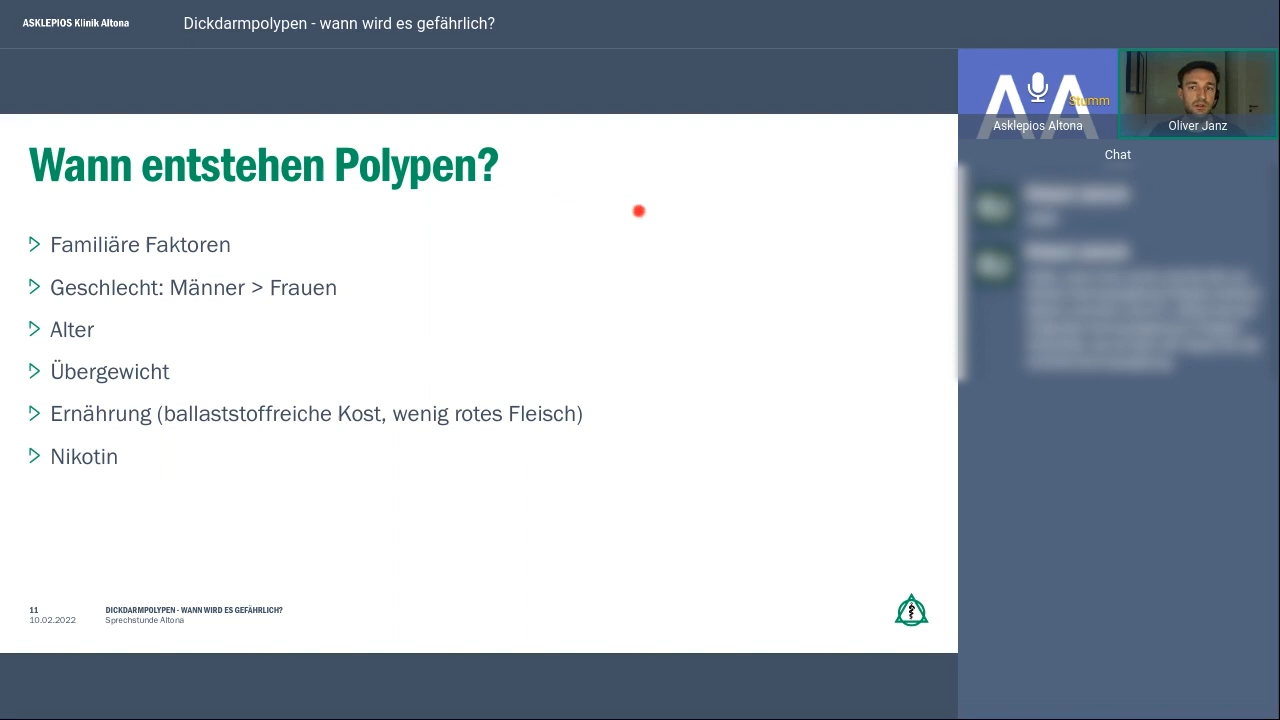 ASKLEPIOS Klinik Altona
Dickdarmpolypen - wann wird es gefährlich?
Stumm
Asklepios Altona
Oliver Janz
Chat
Wann entstehen Polypen?
Familiäre Faktoren
Geschlecht: Männer > Frauen
Alter
Übergewicht
Ernährung (ballaststoffreiche Kost, wenig rotes Fleisch)
Nikotin
11
DICKDARMPOLYPEN - WANN WIRD ES GEFÄHRLICH?
10.02.2022
Sprechstunde Altona